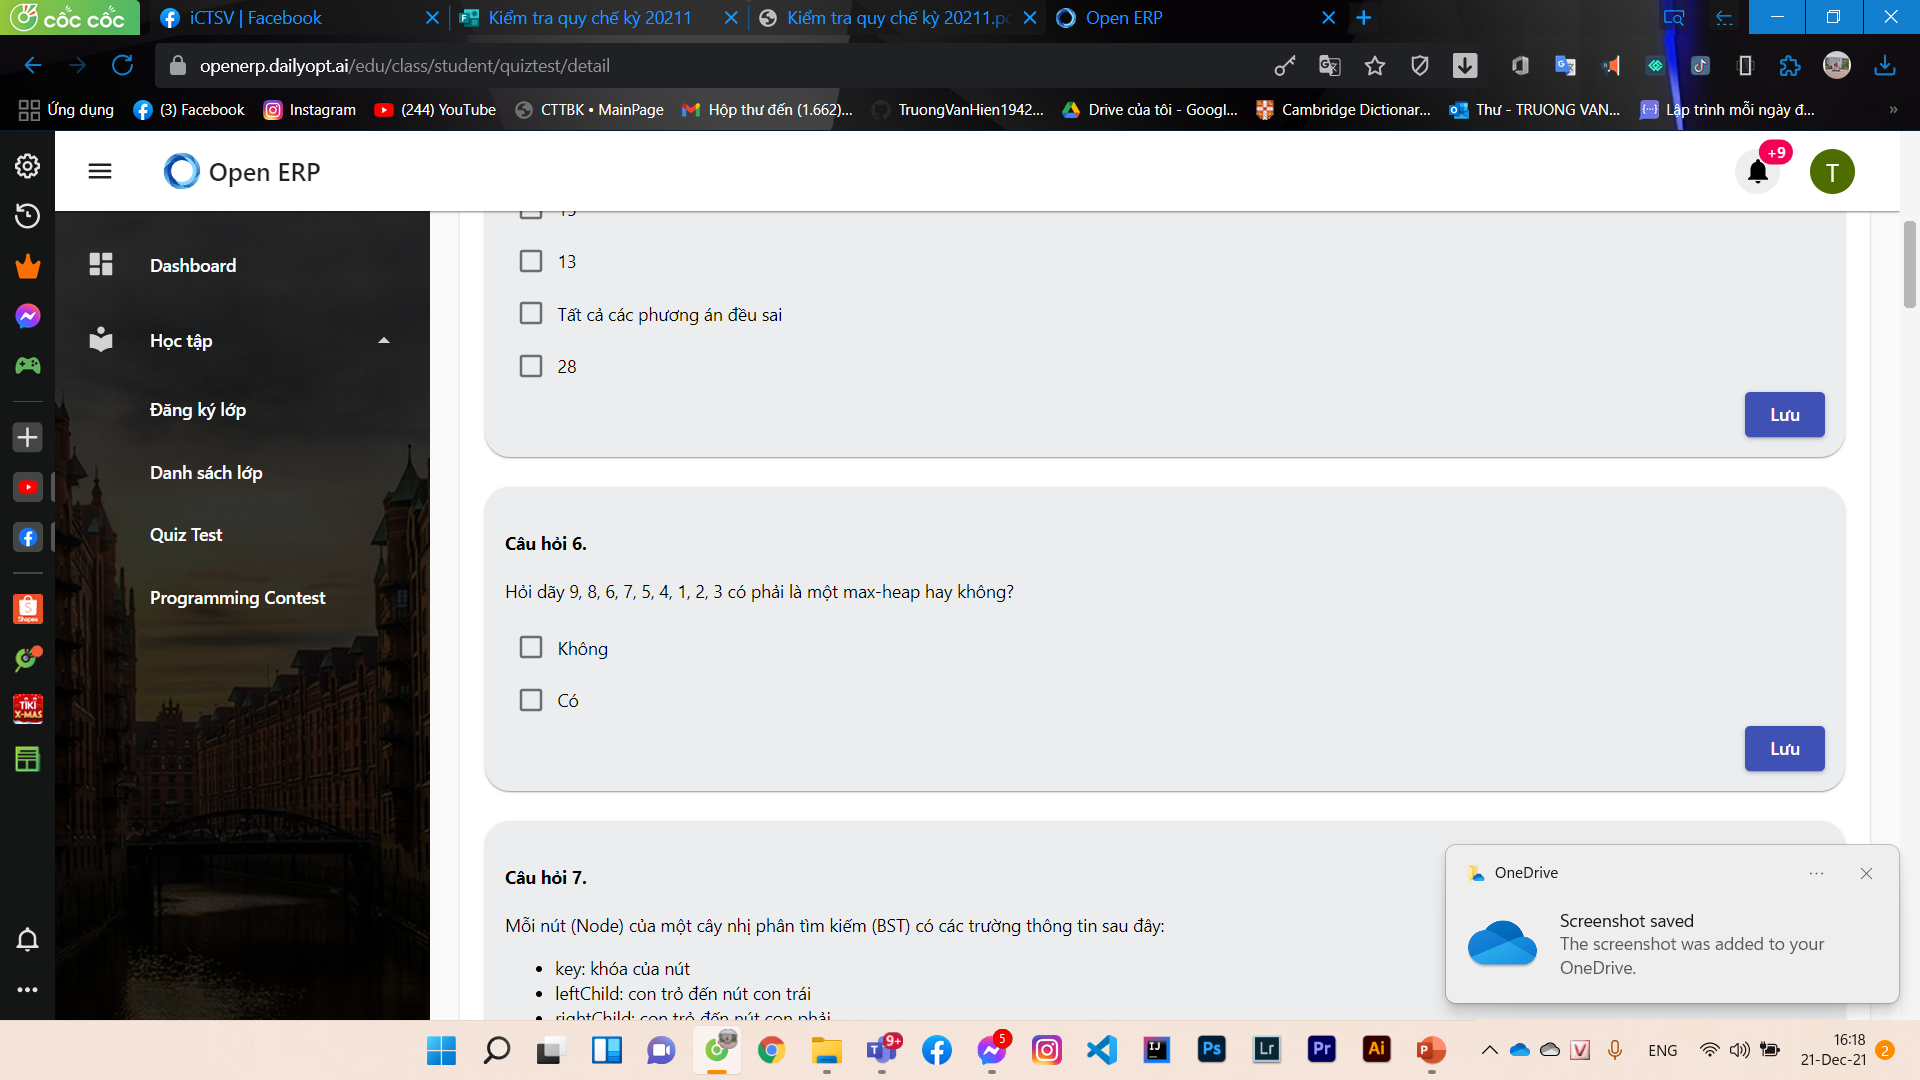 cốc cốc
iCTSV | Facebook
Kiểm tra quy chế kỳ 20211
Kiểm tra quy chế kỳ 20211.pd
Open ERP
openerp.dailyopt.ai/edu/class/student/quiztest/detail
Ứng dụng
(3) Facebook
Instagram
(244) YouTube
CTTBK • MainPage
Hộp thư đến (1.662)...
TruongVanHien1942...
Drive của tôi - Googl...
Cambridge Dictionar...
Thư - TRUONG VAN...
Lập trình mỗi ngày đ...
»
Open ERP
+9
T
Dashboard
Học tập
Đăng ký lớp
Danh sách lớp
Quiz Test
Programming Contest
13
Tất cả các phương án đều sai
28
Lưu
Câu hỏi 6.
Hỏi dãy 9, 8, 6, 7, 5, 4, 1, 2, 3 có phải là một max-heap hay không?
Không
Có
Lưu
Câu hỏi 7.
Mỗi nút (Node) của một cây nhị phân tìm kiếm (BST) có các trường thông tin sau đây:
• key: khóa của nút
• leftChild: con trỏ đến nút con trái
• rightChild: con trỏ đến nút con phải
OneDrive
Screenshot saved
The screenshot was added to your
OneDrive.
Shopee
TIKI
X-MAS
9+
5
Ps
Lr
Pr
Ai
ENG
16:18
21-Dec-21
2